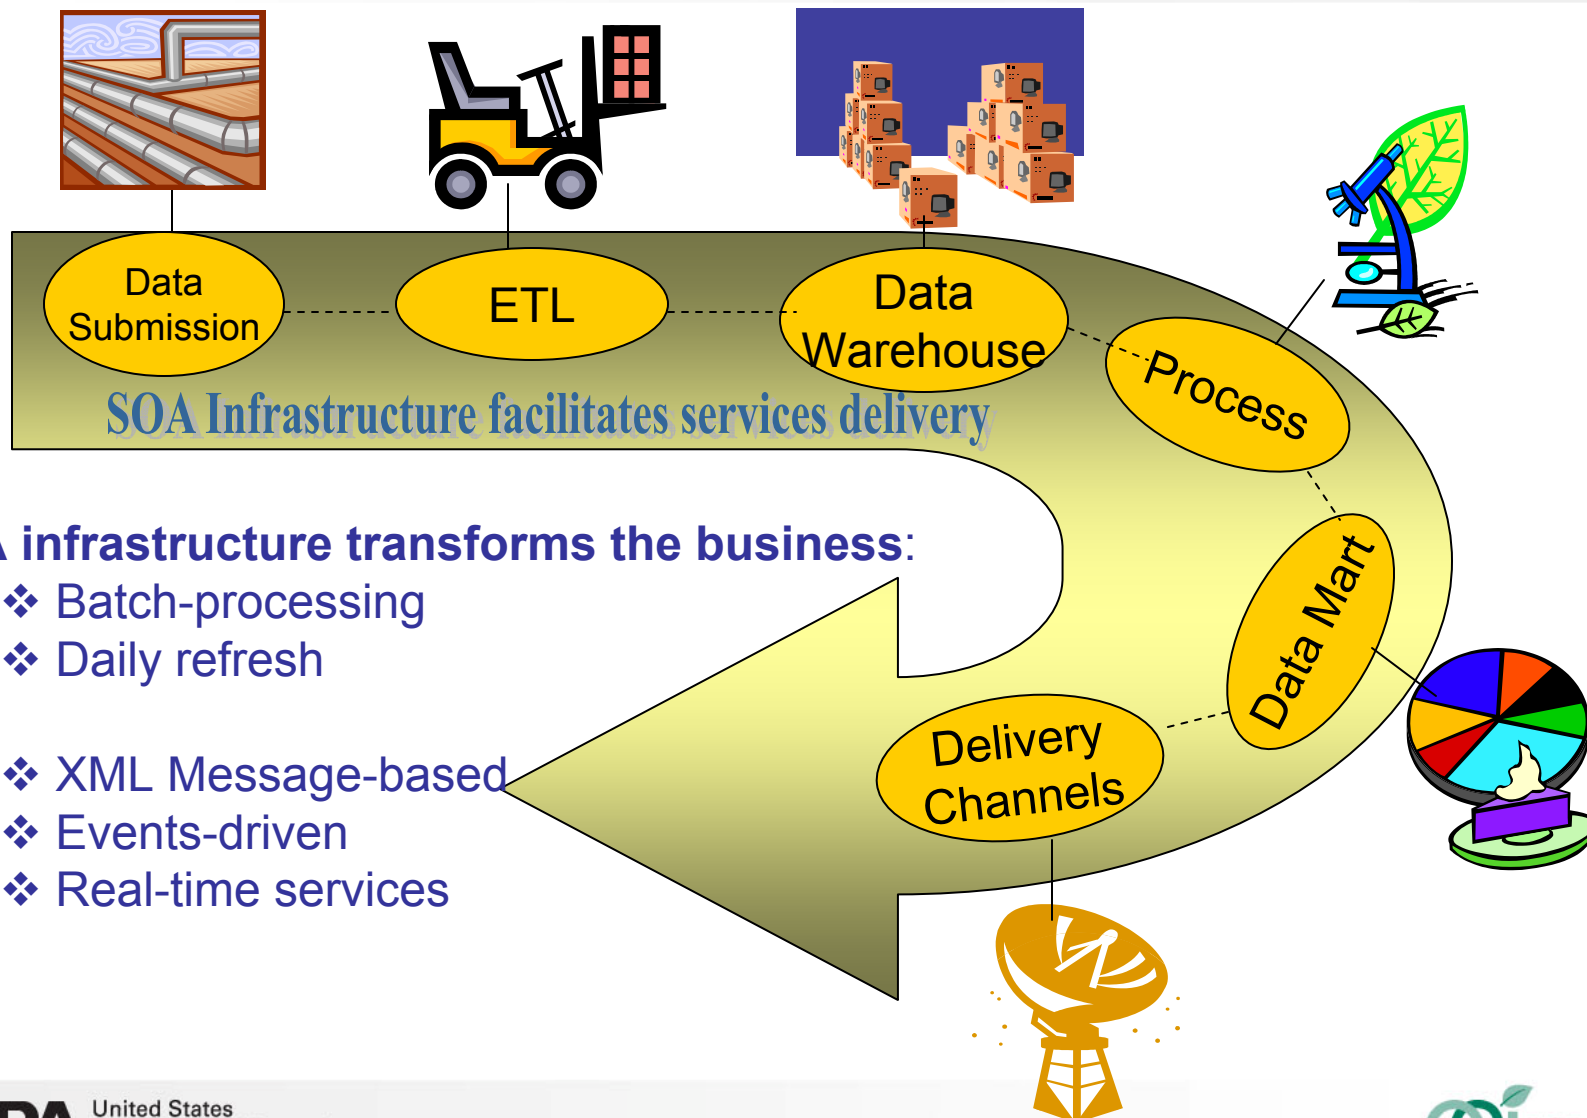 Data
Submission
ETL
Data
Warehouse
Process
SOA Infrastructure facilitates services delivery
Data Mart
Delivery
Channels
A infrastructure transforms the business:
❖ Batch-processing
❖ Daily refresh
❖ XML Message-based
❖ Events-driven
❖ Real-time services
United States